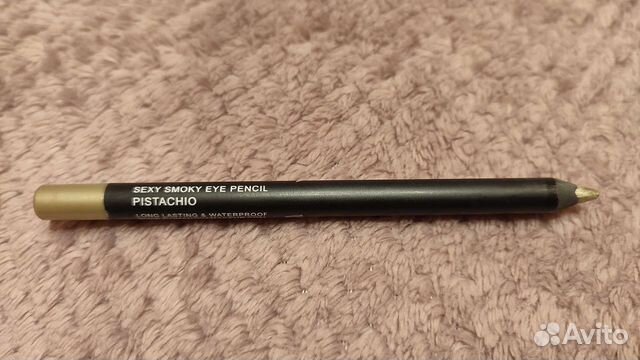 SEXY SMOKY EYE PENCIL
PISTACHIO
LONG LASTING & WATERPROOF
Avito